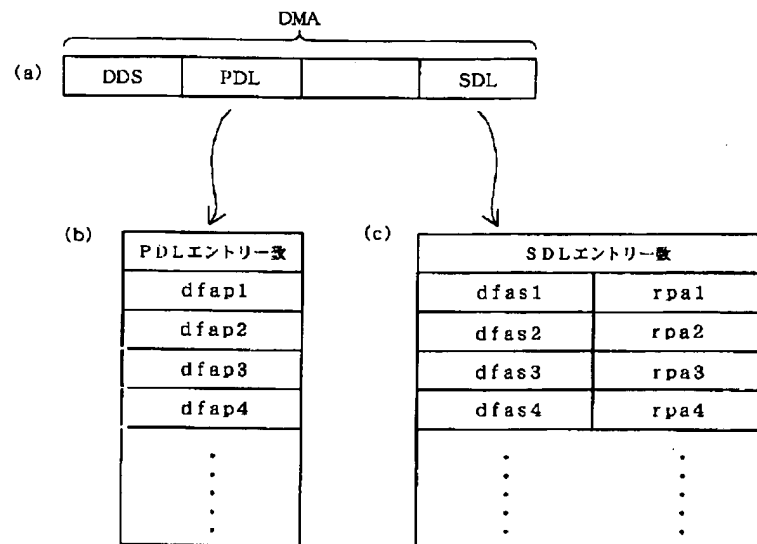 DMA
(a)
DDS PDL SDL
(b)
PDLエントリー数
dfap1
dfap2
dfap3
dfap4
(c)
SDLエントリー数
dfas1 rpa1
dfas2 rpa2
dfas3 rpa3
dfas4 rpa4